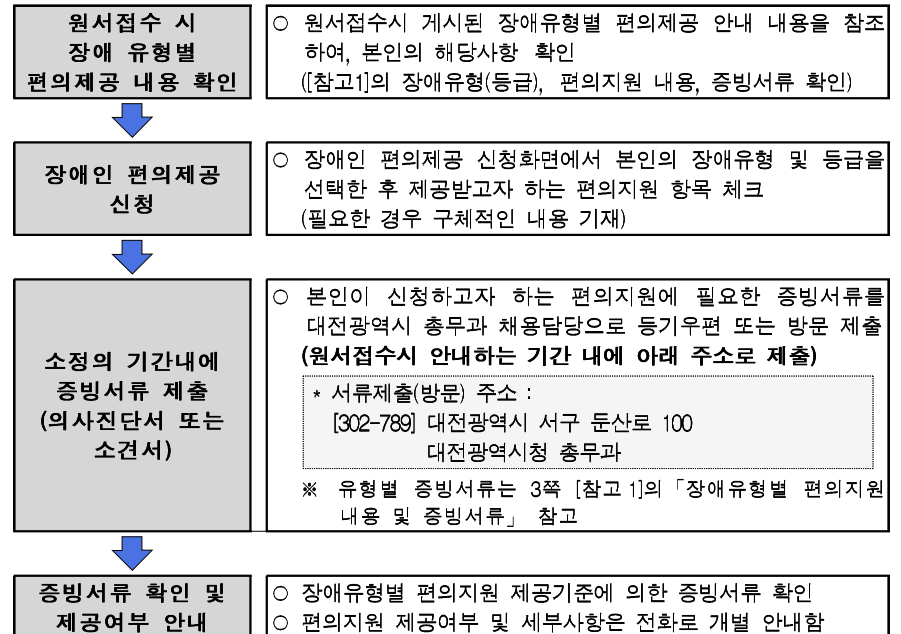 원서접수 시
장애 유형별
편의제공 내용 확인
○ 원서접수시 게시된 장애유형별 편의제공 안내 내용을 참조
하여, 본인의 해당사항 확인
([참고1]의 장애유형(등급), 편의지원 내용, 증빙서류 확인)
장애인 편의제공
신청
○ 장애인 편의제공 신청화면에서 본인의 장애유형 및 등급을
선택한 후 제공받고자 하는 편의지원 항목 체크
(필요한 경우 구체적인 내용 기재)
소정의 기간내에
증빙서류 제출
(의사진단서 또는
소견서)
○ 본인이 신청하고자 하는 편의지원에 필요한 증빙서류를
대전광역시 총무과 채용담당으로 등기우편 또는 방문 제출
(원서접수시 안내하는 기간 내에 아래 주소로 제출)
* 서류제출(방문) 주소 :
[302-789] 대전광역시 서구 둔산로 100
대전광역시청 총무과
※ 유형별 증빙서류는 3쪽 [참고 1]의「장애유형별 편의지원
내용 및 증빙서류」 참고
증빙서류 확인 및
제공여부 안내
○ 장애유형별 편의지원 제공기준에 의한 증빙서류 확인
○ 편의지원 제공여부 및 세부사항은 전화로 개별 안내함